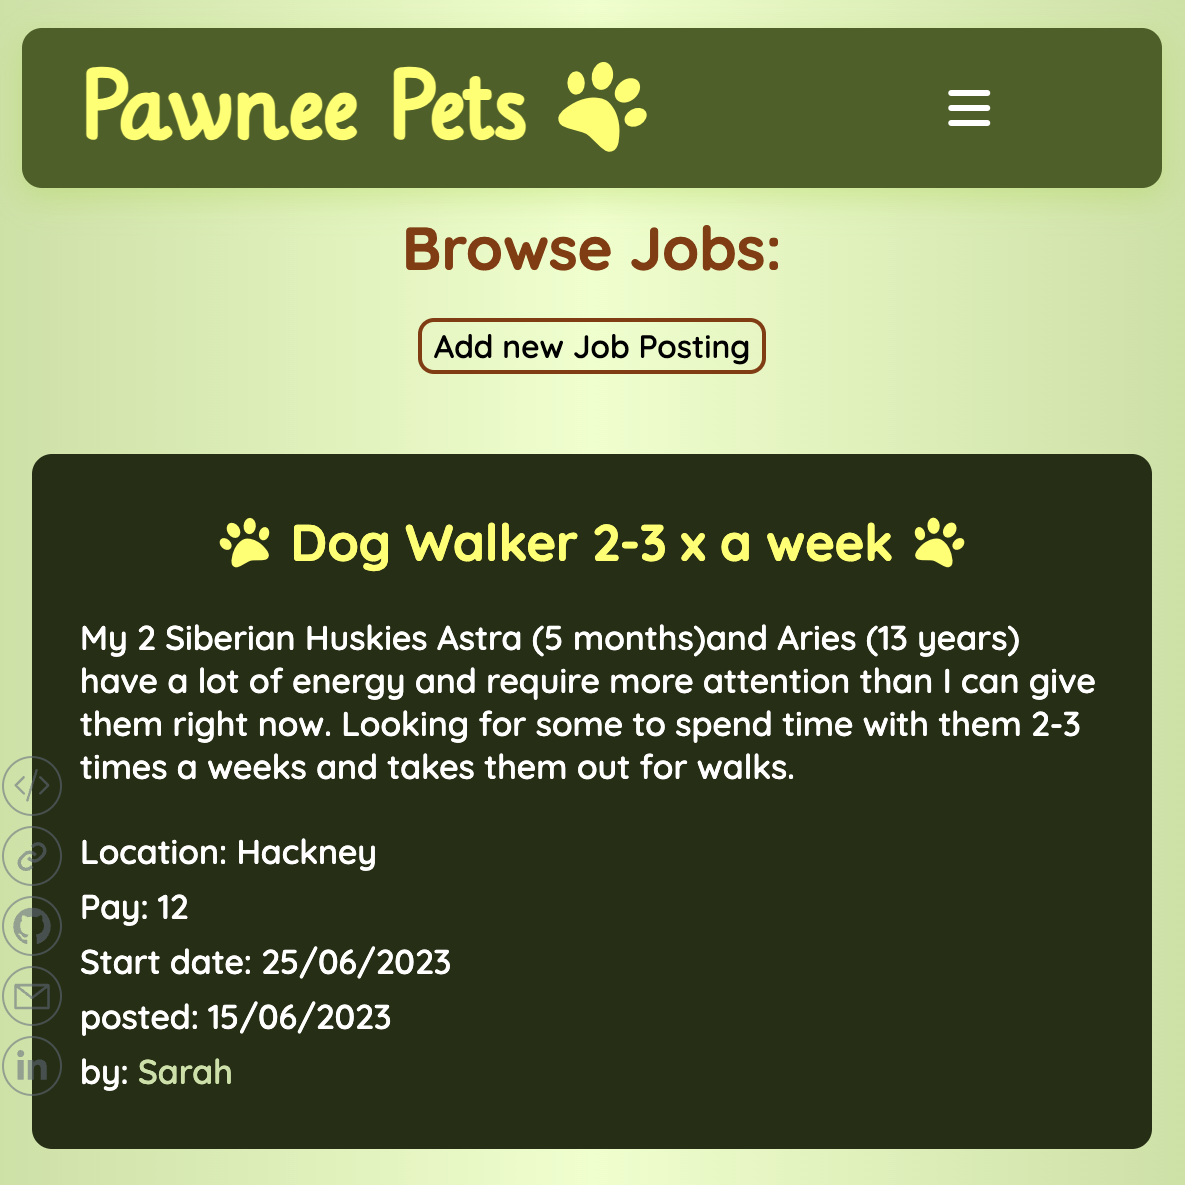 Pawnee Pets
Browse Jobs:
Add new Job Posting
Dog Walker 2-3 x a week
My 2 Siberian Huskies Astra (5 months)and Aries (13 years)
have a lot of energy and require more attention than I can give
them right now. Looking for some to spend time with them 2-3
times a weeks and takes them out for walks.
Location: Hackney
Pay: 12
Start date: 25/06/2023
posted: 15/06/2023
by: Sarah
in